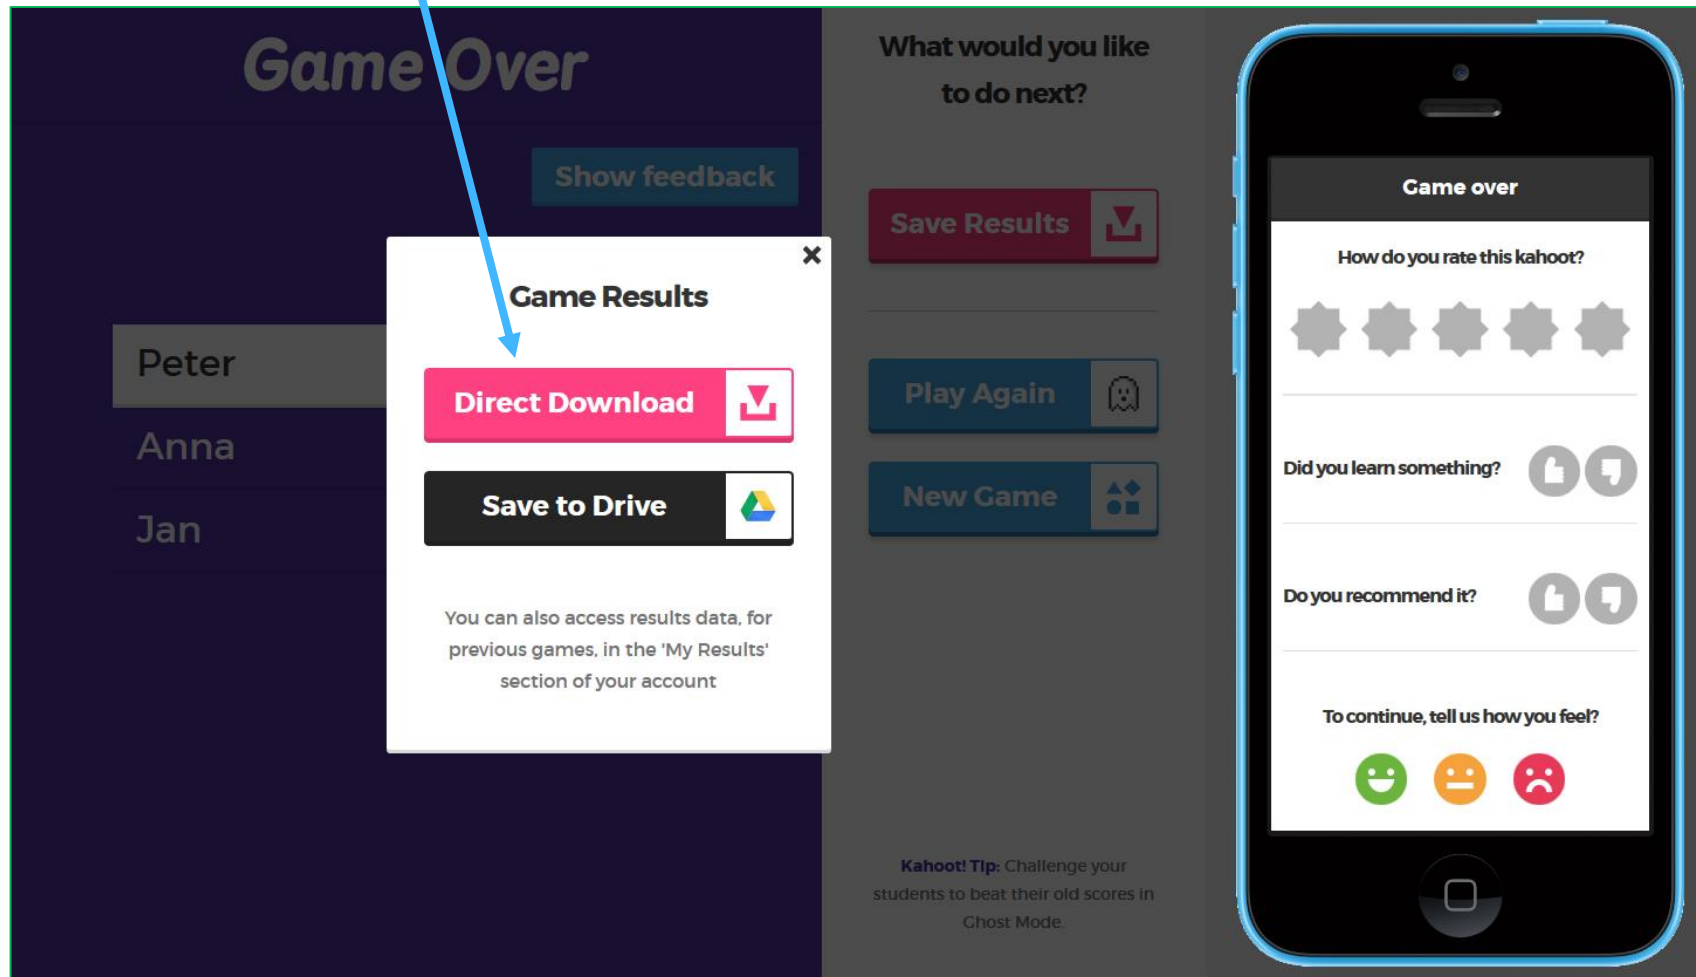 Game Over
Show feedback
Peter
Anna
Jan
Game Results
Direct Download
Save to Drive
You can also access results data, for
previous games, in the 'My Results'
section of your account
What would you like
to do next?
Save Results
Play Again
New Game
Kahoot! Tip: Challenge your
students to beat their old scores in
Ghost Mode.
Game over
How do you rate this kahoot?
Did you learn something?
Do you recommend it?
To continue, tell us how you feel?